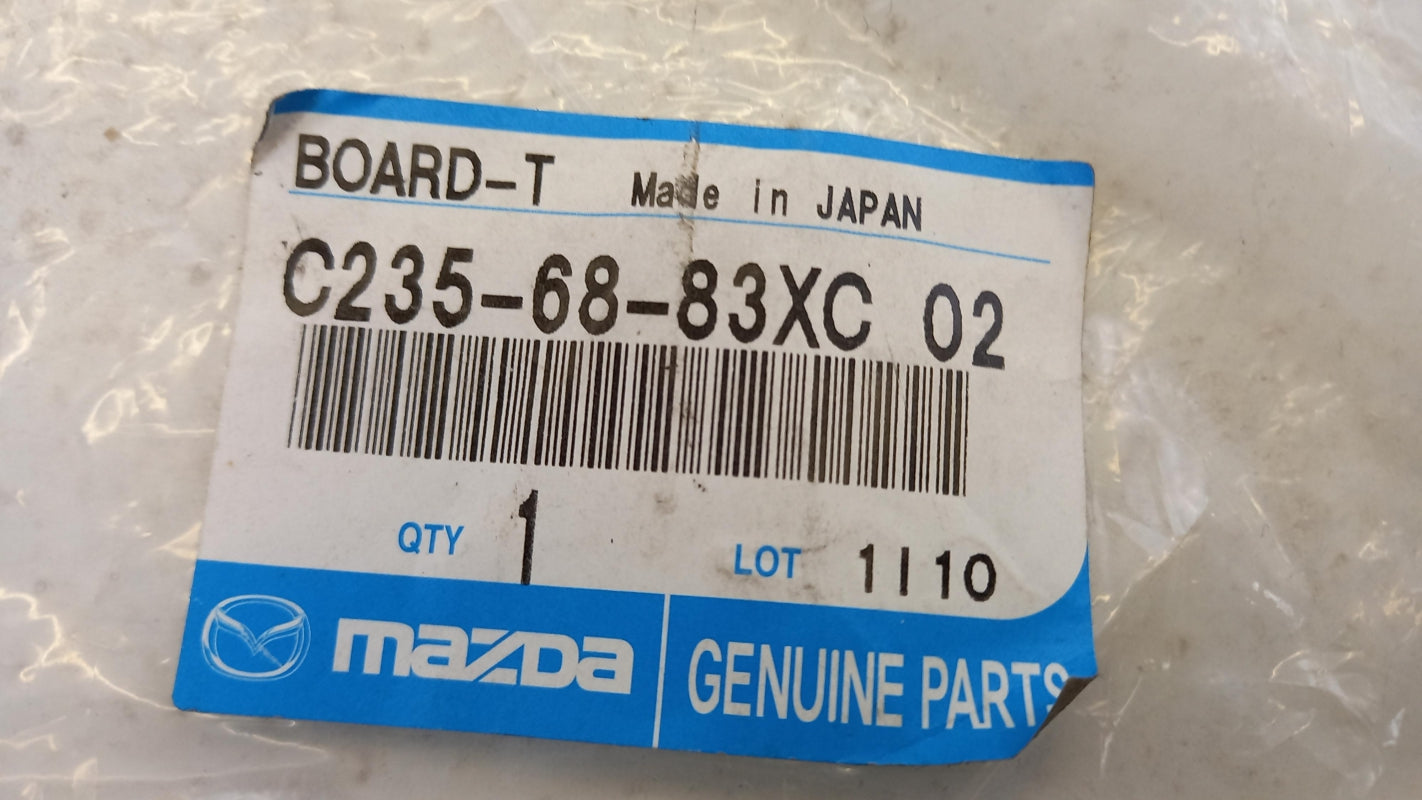 BOARD-T Made in JAPAN
C235-68-83XC 02
QTY 1 LOT 1I10
mazda GENUINE PARTS